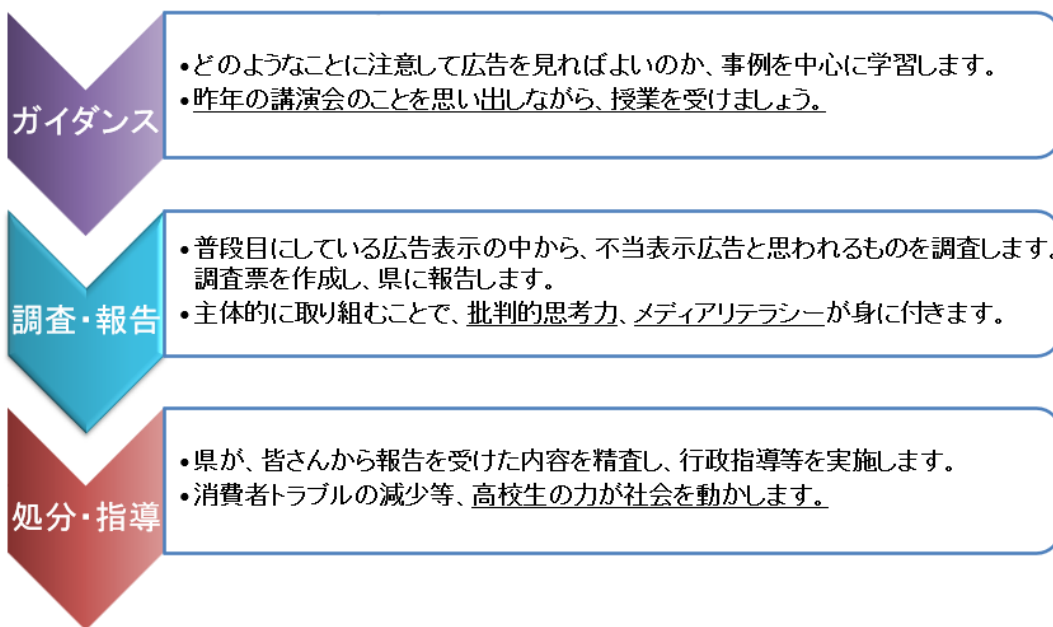 ガイダンス
•どのようなことに注意して広告を見ればよいのか、事例を中心に学習します。
•昨年の講演会のことを思い出しながら、授業を受けましょう。
調査・報告
•普段目にしている広告表示の中から、不当表示広告と思われるものを調査します。
調査票を作成し、県に報告します。
•主体的に取り組むことで、批判的思考力、メディアリテラシーが身に付きます。
処分・指導
•県が、皆さんから報告を受けた内容を精査し、行政指導等を実施します。
•消費者トラブルの減少等、高校生の力が社会を動かします。